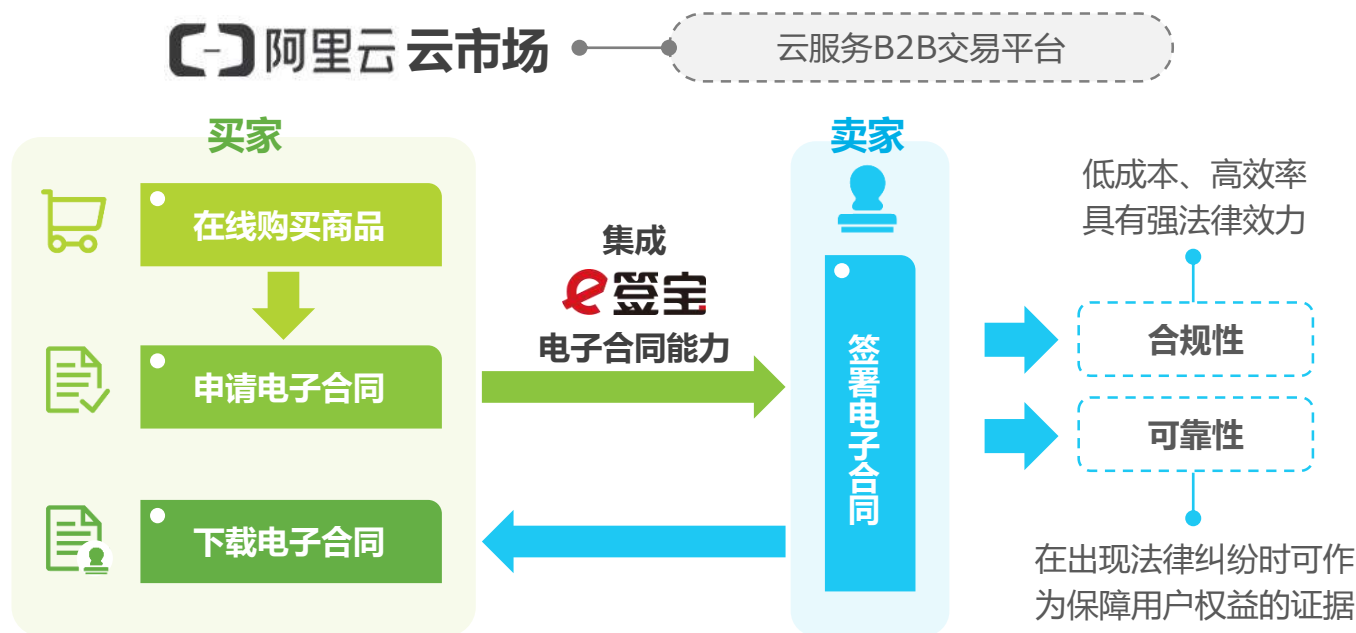 阿里云 云市场
云服务B2B交易平台
买家
在线购买商品
申请电子合同
下载电子合同
集成
e签宝
电子合同能力
卖家
签署电子合同
低成本、高效率
具有强法律效力
合规性
可靠性
在出现法律纠纷时可作
为保障用户权益的证据